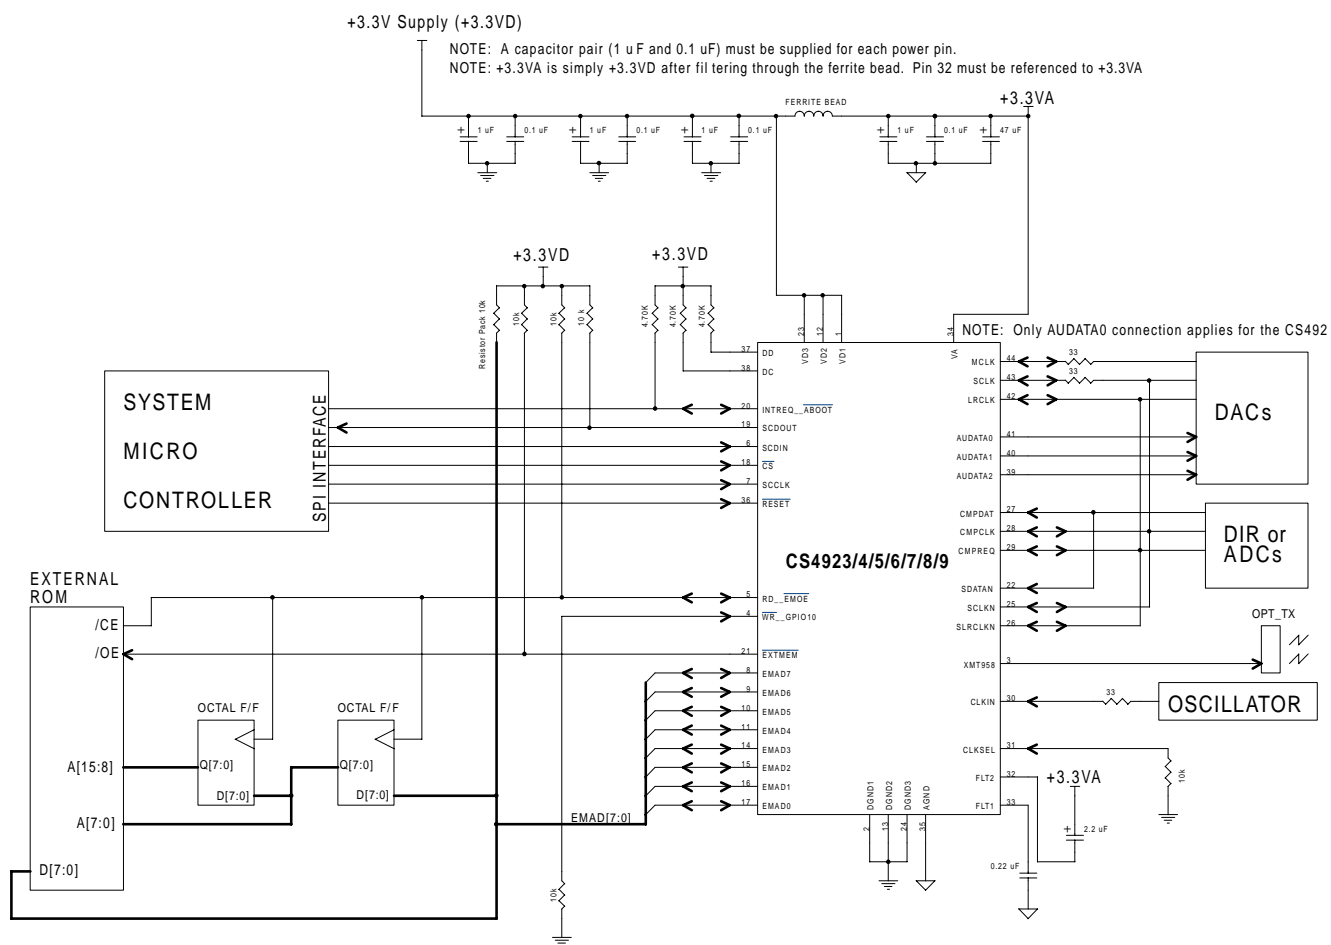 +3.3V Supply (+3.3VD)
NOTE: A capacitor pair (1 u F and 0.1 uF) must be supplied for each power pin.
NOTE: +3.3VA is simply +3.3VD after fil tering through the ferrite bead. Pin 32 must be referenced to +3.3VA
FERRITE BEAD
+3.3VA
+ 1 uF
0.1 uF
+ 1 uF
0.1 uF
+ 1 uF
0.1 uF
+ 1 uF
0.1 uF
+ 47 uF
+3.3VD
+3.3VD
Resistor Pack 10k
10k
10k
10 k
4.70K
4.70K
4.70K
23
12
1
34
VD3
VD2
VD1
VA
NOTE: Only AUDATA0 connection applies for the CS492
37 DD
38 DC
20 INTREQ__ABOOT
19 SCDOUT
6 SCDIN
18 CS
7 SCCLK
36 RESET
SYSTEM
MICRO
CONTROLLER
SPI INTERFACE
MCLK 44
33
SCLK 43
33
LRCLK 42
AUDATA0 41
AUDATA1 40
AUDATA2 39
DACs
CMPDAT 27
CMPCLK 28
CMPREQ 29
DIR or
ADCs
CS4923/4/5/6/7/8/9
SDATAN 22
SCLKN 25
SLRCLKN 26
OPT_TX
XMT958 3
CLKIN 30
33
OSCILLATOR
CLKSEL 31
10k
FLT2 32
+3.3VA
FLT1 33
+ 2.2 uF
0.22 uF
EXTERNAL
ROM
/CE
/OE
5 RD__EMOE
4 WR__GPIO10
21 EXTMEM
8 EMAD7
9 EMAD6
10 EMAD5
11 EMAD4
14 EMAD3
15 EMAD2
16 EMAD1
17 EMAD0
OCTAL F/F
OCTAL F/F
A[15:8]
Q[7:0]
Q[7:0]
D[7:0]
D[7:0]
A[7:0]
EMAD[7:0]
D[7:0]
10k
DGND1
DGND2
DGND3
AGND
2
13
24
35